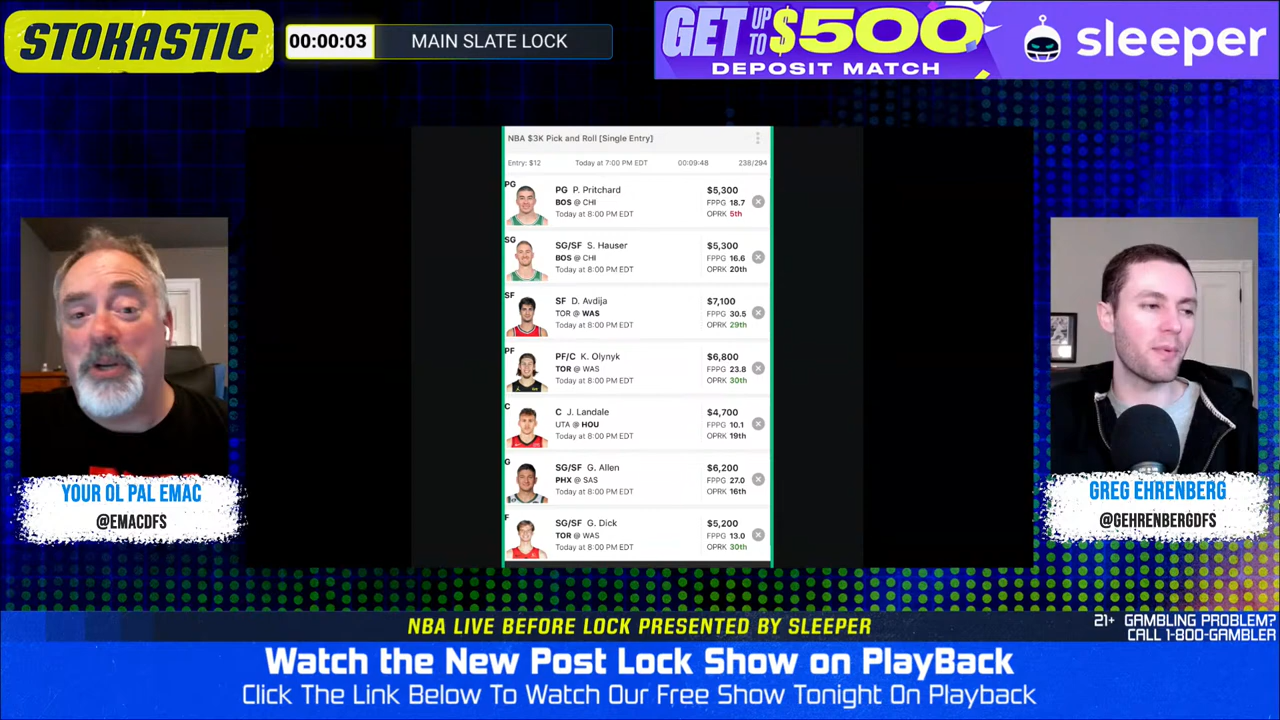 STOKASTIC
00:00:03
MAIN SLATE LOCK
GET UP TO $500
DEPOSIT MATCH
sleeper
NBA $3K Pick and Roll [Single Entry]
Entry: $12 Today at 7:00 PM EDT 00:09:48 238/294
PG
PG P. Pritchard $5,300
BOS @ CHI FPPG 18.7
Today at 8:00 PM EDT OPRK 5th
SG
SG/SF S. Hauser $5,300
BOS @ CHI FPPG 16.6
Today at 8:00 PM EDT OPRK 20th
SF
SF D. Avdija $7,100
TOR @ WAS FPPG 30.5
Today at 8:00 PM EDT OPRK 29th
PF
PF/C K. Olynyk $6,800
TOR @ WAS FPPG 23.8
Today at 8:00 PM EDT OPRK 30th
C
C J. Landale $4,700
UTA @ HOU FPPG 10.1
Today at 8:00 PM EDT OPRK 19th
G
SG/SF G. Allen $6,200
PHX @ SAS FPPG 27.0
Today at 8:00 PM EDT OPRK 16th
F
SG/SF G. Dick $5,200
TOR @ WAS FPPG 13.0
Today at 8:00 PM EDT OPRK 30th
YOUR OL PAL EMAC
@EMACDFS
GREG EHRENBERG
@GEHRENBERGDFS
NBA LIVE BEFORE LOCK PRESENTED BY SLEEPER
21+ GAMBLING PROBLEM?
CALL 1-800-GAMBLER
Watch the New Post Lock Show on PlayBack
Click The Link Below To Watch Our Free Show Tonight On Playback